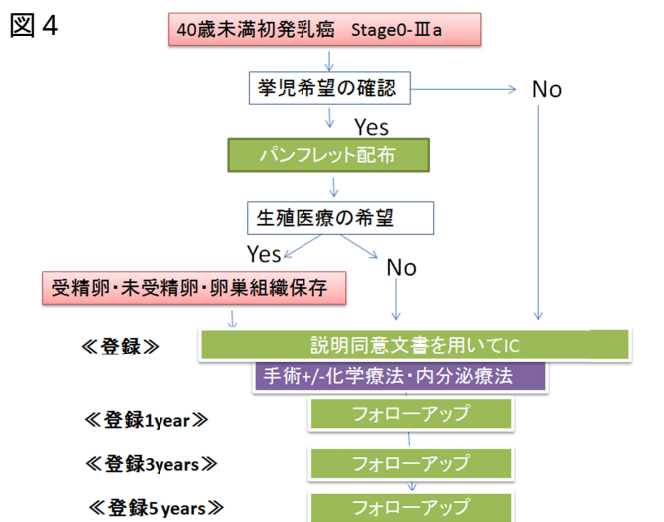 図４
40歳未満初発乳癌　Stage0-Ⅲa
挙児希望の確認
No
Yes
パンフレット配布
生殖医療の希望
Yes
No
受精卵・未受精卵・卵巣組織保存
≪登録≫
説明同意文書を用いてIC
手術+/-化学療法・内分泌療法
≪登録1year≫
フォローアップ
≪登録3years≫
フォローアップ
≪登録5years≫
フォローアップ